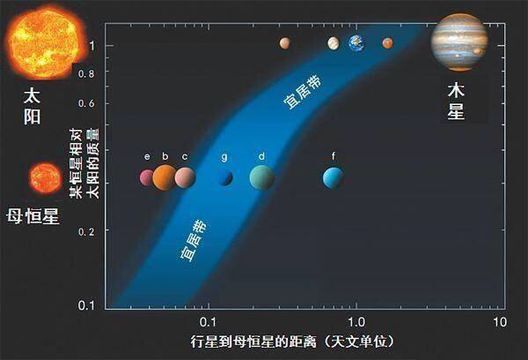 太
阳
母恒星
某恒星相对
太阳的质量
1
0.8
0.6
0.4
0.2
0.1
宜居带
木
星
e b c g d f
宜居带
0.1 1.0 10
行星到母恒星的距离（天文单位）